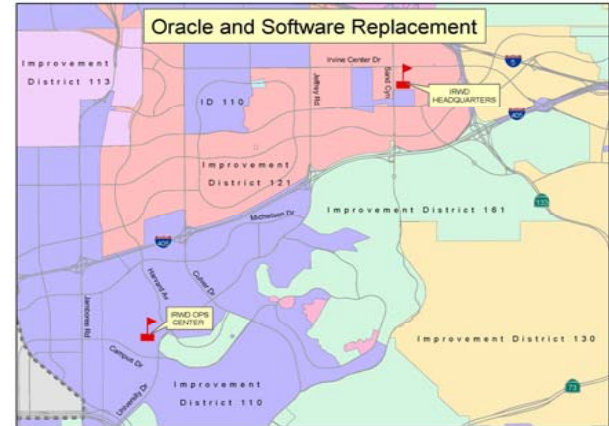 Oracle and Software Replacement
Improvement
District 113
Irvine Center Dr
Jeffrey Rd
Sand Cyn
5
IRWD
HEADQUARTERS
ID 110
405
Improvement
District 121
133
Michelson Dr
Improvement District 161
405
Harvard Av
Culver Dr
Jamboree Rd
IRWD OPS
CENTER
Improvement District 130
Campus Dr
University Dr
Improvement
District 110
73